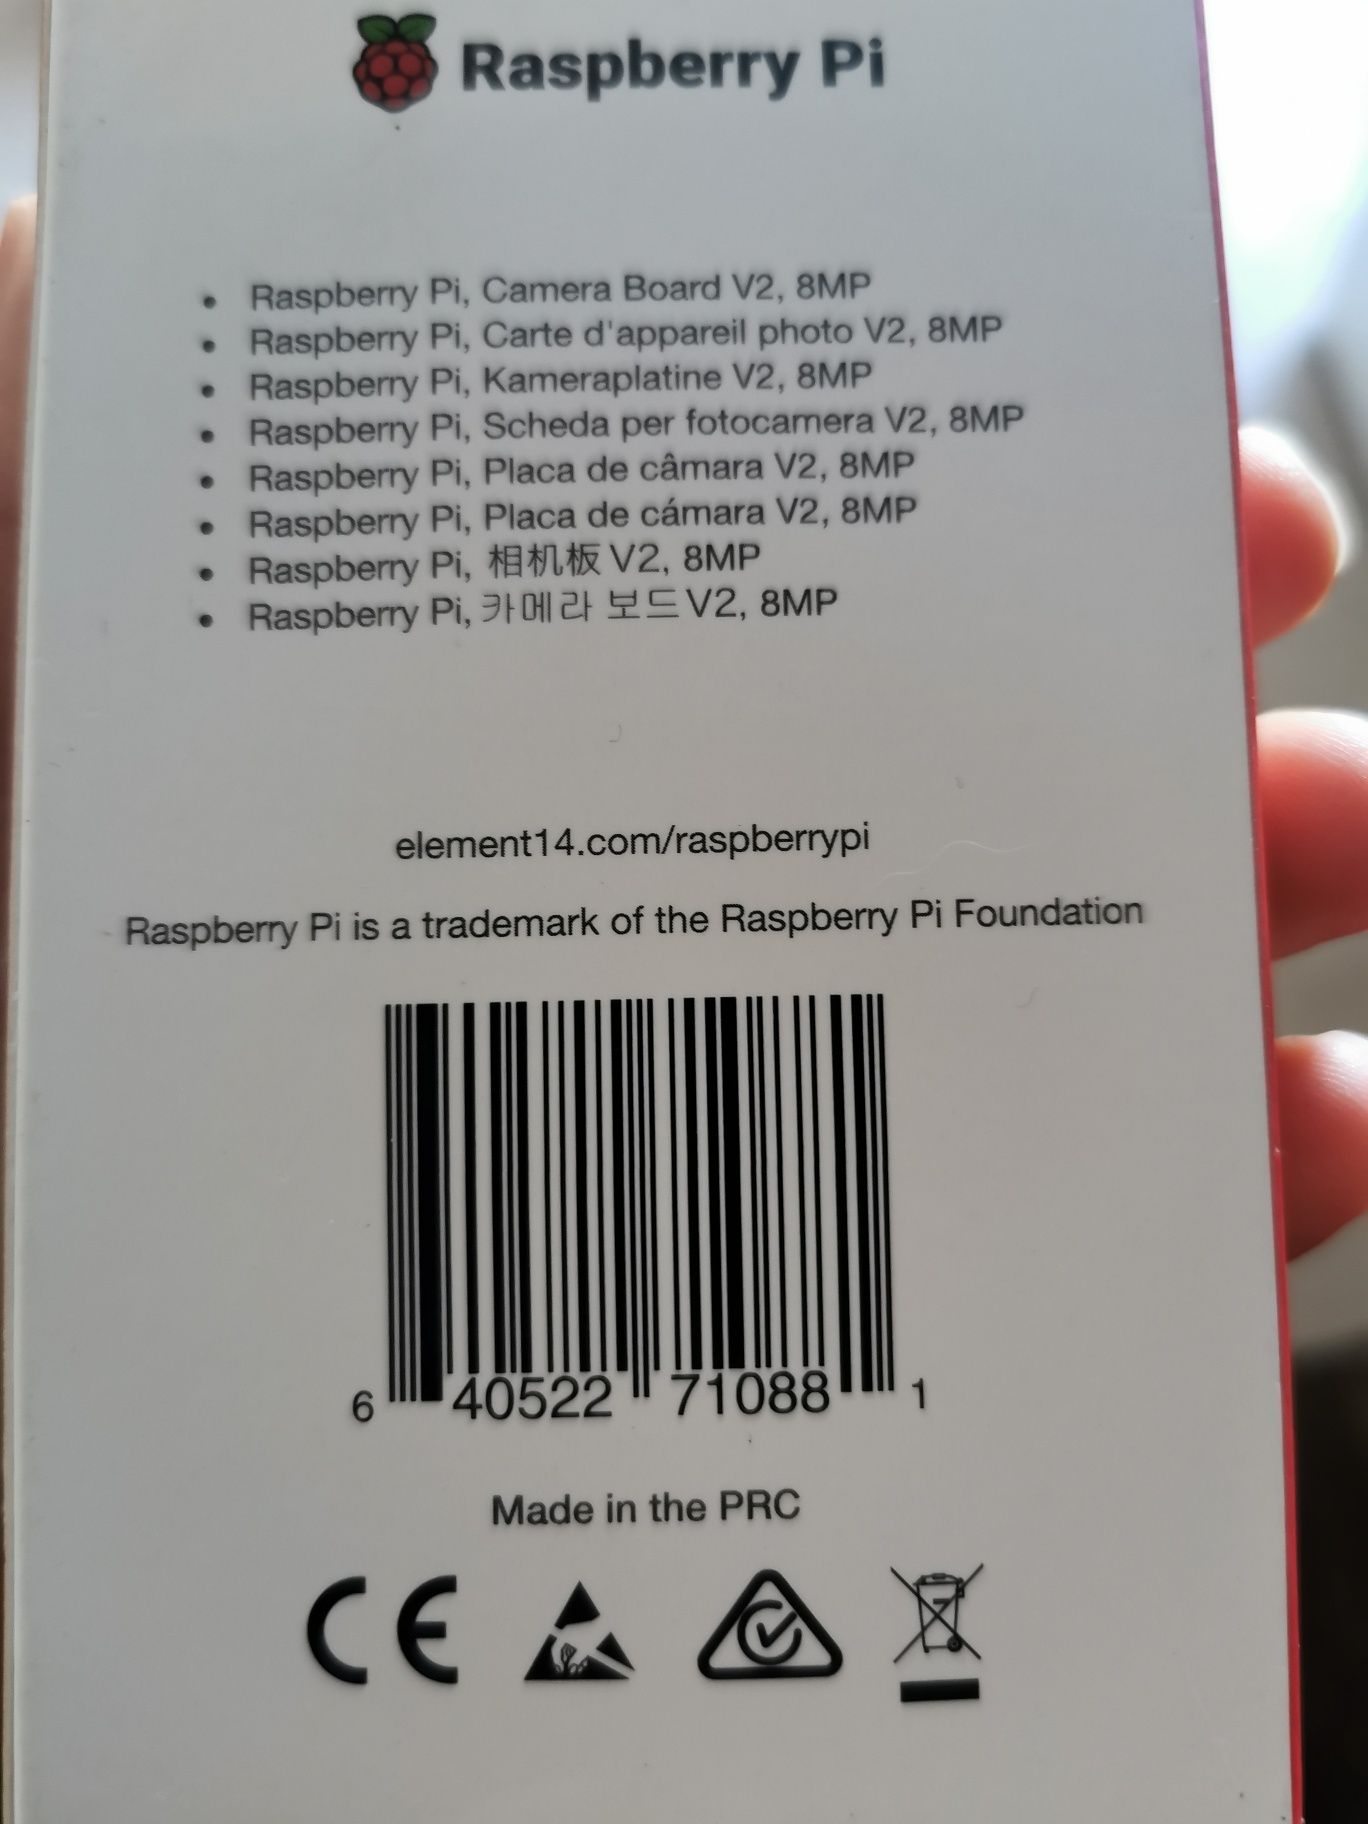 Raspberry Pi
• Raspberry Pi, Camera Board V2, 8MP
• Raspberry Pi, Carte d'appareil photo V2, 8MP
• Raspberry Pi, Kameraplatine V2, 8MP
• Raspberry Pi, Scheda per fotocamera V2, 8MP
• Raspberry Pi, Placa de câmara V2, 8MP
• Raspberry Pi, Placa de cámara V2, 8MP
• Raspberry Pi, 相机板 V2, 8MP
• Raspberry Pi, 카메라 보드 V2, 8MP
element14.com/raspberrypi
Raspberry Pi is a trademark of the Raspberry Pi Foundation
6 40522 71088 1
Made in the PRC
CE